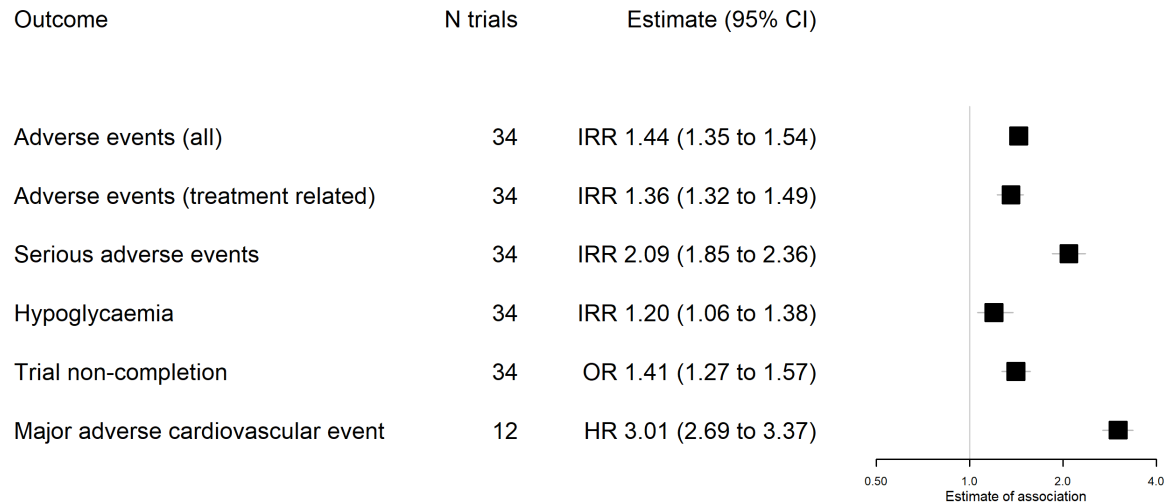 Outcome N trials Estimate (95% CI)
Adverse events (all) 34 IRR 1.44 (1.35 to 1.54)
Adverse events (treatment related) 34 IRR 1.36 (1.32 to 1.49)
Serious adverse events 34 IRR 2.09 (1.85 to 2.36)
Hypoglycaemia 34 IRR 1.20 (1.06 to 1.38)
Trial non-completion 34 OR 1.41 (1.27 to 1.57)
Major adverse cardiovascular event 12 HR 3.01 (2.69 to 3.37)
0.50 1.0 2.0 4.0
Estimate of association